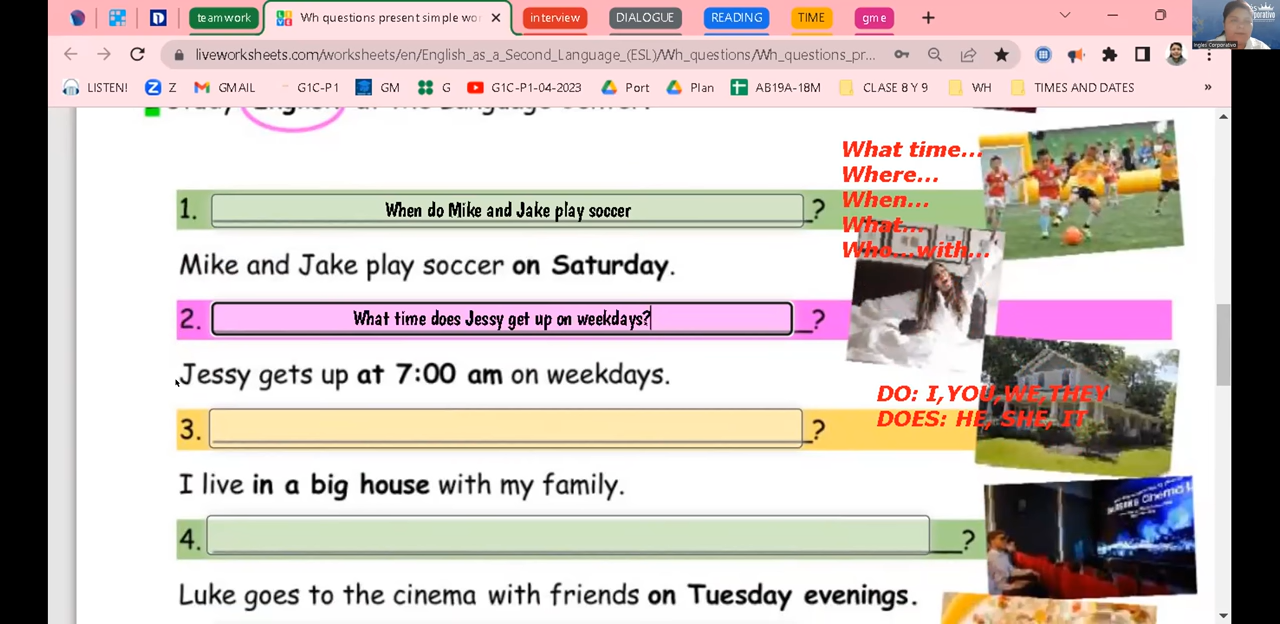 teamwork
Wh questions present simple wo
interview
DIALOGUE
READING
TIME
gme
liveworksheets.com/worksheets/en/English_as_a_Second_Language_(ESL)/Wh_questions/Wh_questions_pr...
LISTEN!
Z
GMAIL
G1C-P1
GM
G
G1C-P1-04-2023
Port
Plan
AB19A-18M
CLASE 8 Y 9
WH
TIMES AND DATES
Ingles Corporativo
What time...
Where...
When...
What...
Who...with...
1. When do Mike and Jake play soccer ?
Mike and Jake play soccer on Saturday.
2. What time does Jessy get up on weekdays? ?
Jessy gets up at 7:00 am on weekdays.
DO: I,YOU,WE,THEY
DOES: HE, SHE, IT
3. ?
I live in a big house with my family.
4. ?
Luke goes to the cinema with friends on Tuesday evenings.